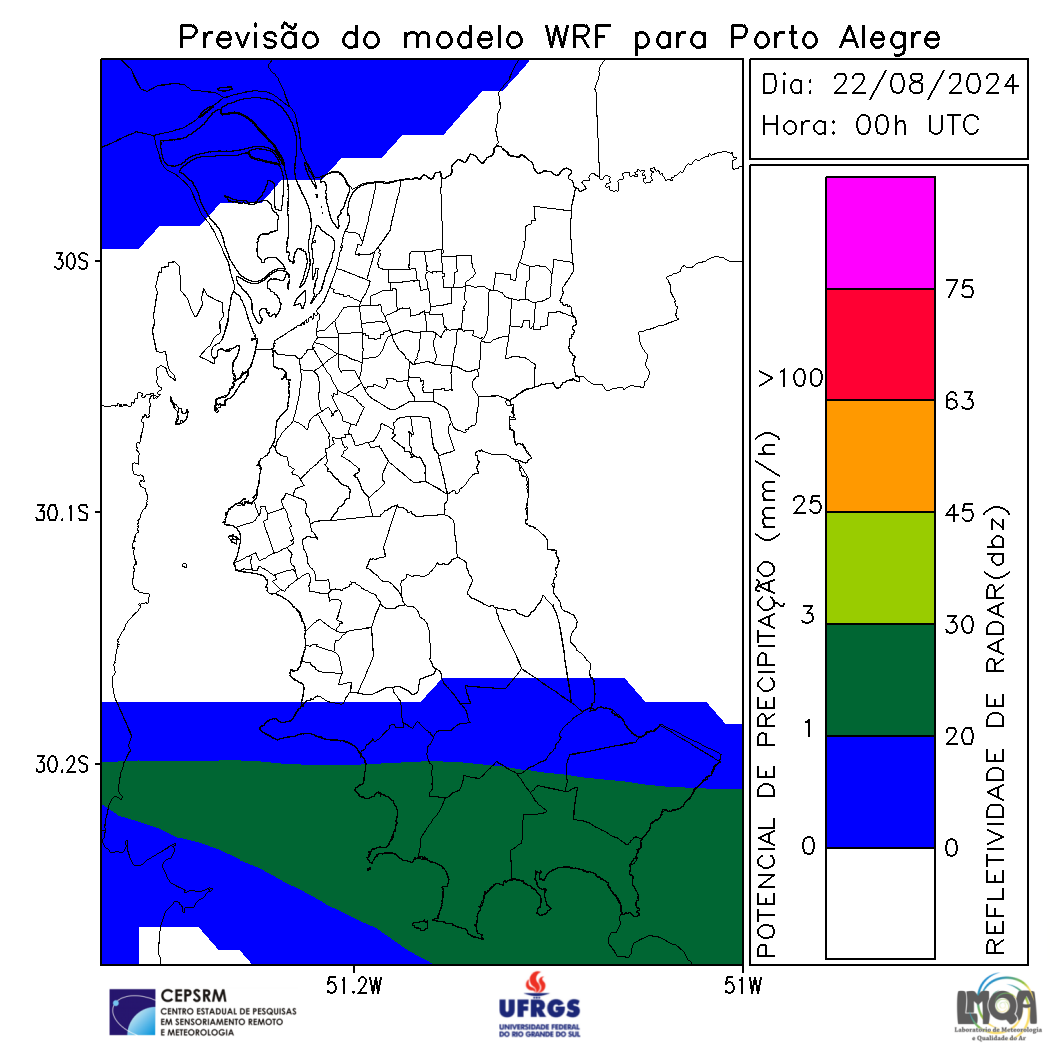 Previsão do modelo WRF para Porto Alegre
Dia: 22/08/2024
Hora: 00h UTC
30S
30.1S
30.2S
51.2W
51W
POTENCIAL DE PRECIPITAÇÃO (mm/h)
>100
25
3
1
0
75
63
45
30
20
0
REFLETIVIDADE DE RADAR(dbz)
CEPSRM
CENTRO ESTADUAL DE PESQUISAS
EM SENSORIAMENTO REMOTO
E METEOROLOGIA
UFRGS
UNIVERSIDADE FEDERAL
DO RIO GRANDE DO SUL
LMQA
Laboratório de Meteorologia
e Qualidade do Ar